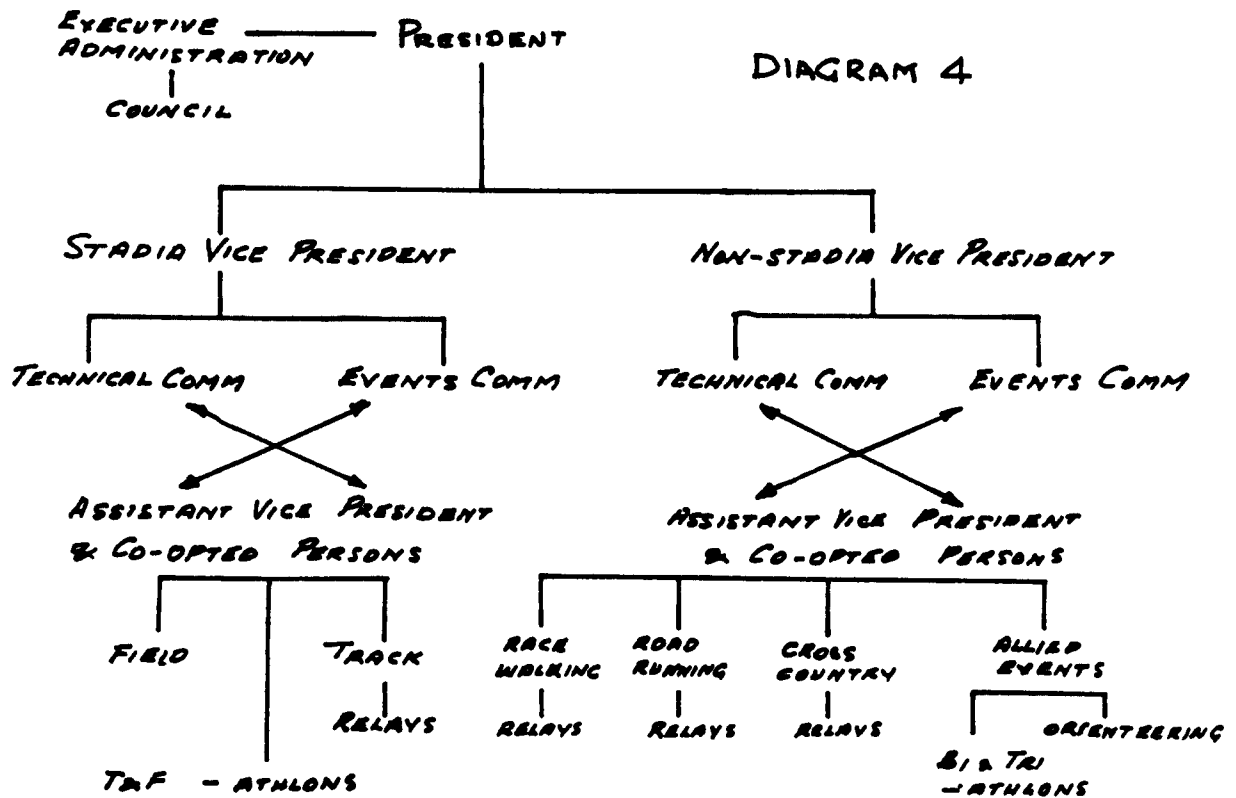 EXECUTIVE
ADMINISTRATION
PRESIDENT
DIAGRAM 4
COUNCIL
STADIA VICE PRESIDENT
NON-STADIA VICE PRESIDENT
TECHNICAL COMM
EVENTS COMM
TECHNICAL COMM
EVENTS COMM
ASSISTANT VICE PRESIDENT
& CO-OPTED PERSONS
ASSISTANT VICE PRESIDENT
& CO-OPTED PERSONS
FIELD
TRACK
RELAYS
T&F - ATHLONS
RACE
WALKING
RELAYS
ROAD
RUNNING
RELAYS
CROSS
COUNTRY
RELAYS
ALLIED
EVENTS
BI & TRI
-ATHLONS
ORIENTEERING